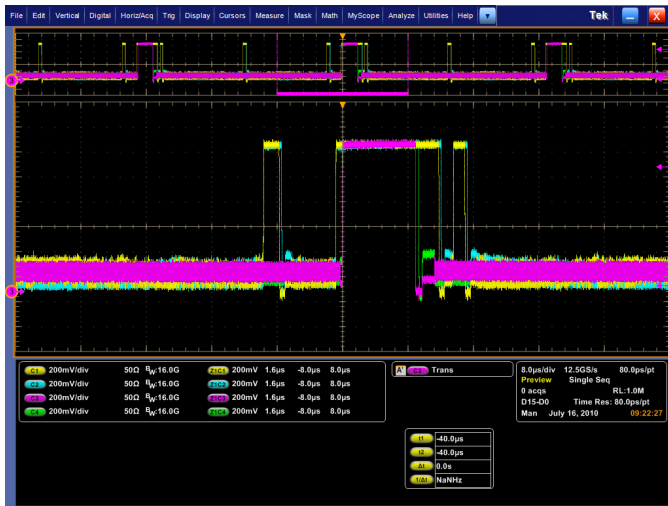 File Edit Vertical Digital Horiz/Acq Trig Display Cursors Measure Mask Math MyScope Analyze Utilities Help Tek X
C1 200mV/div 50Ω BW:16.0G Z1C1 200mV 1.6µs -8.0µs 8.0µs
C2 200mV/div 50Ω BW:16.0G Z1C2 200mV 1.6µs -8.0µs 8.0µs
C3 200mV/div 50Ω BW:16.0G Z1C3 200mV 1.6µs -8.0µs 8.0µs
C4 200mV/div 50Ω BW:16.0G Z1C4 200mV 1.6µs -8.0µs 8.0µs
A' C3 Trans
8.0µs/div 12.5GS/s 80.0ps/pt
Preview Single Seq
0 acqs RL:1.0M
D15-D0 Time Res: 80.0ps/pt
Man July 16, 2010 09:22:27
t1 -40.0µs
t2 -40.0µs
Δt 0.0s
1/Δt NaNHz